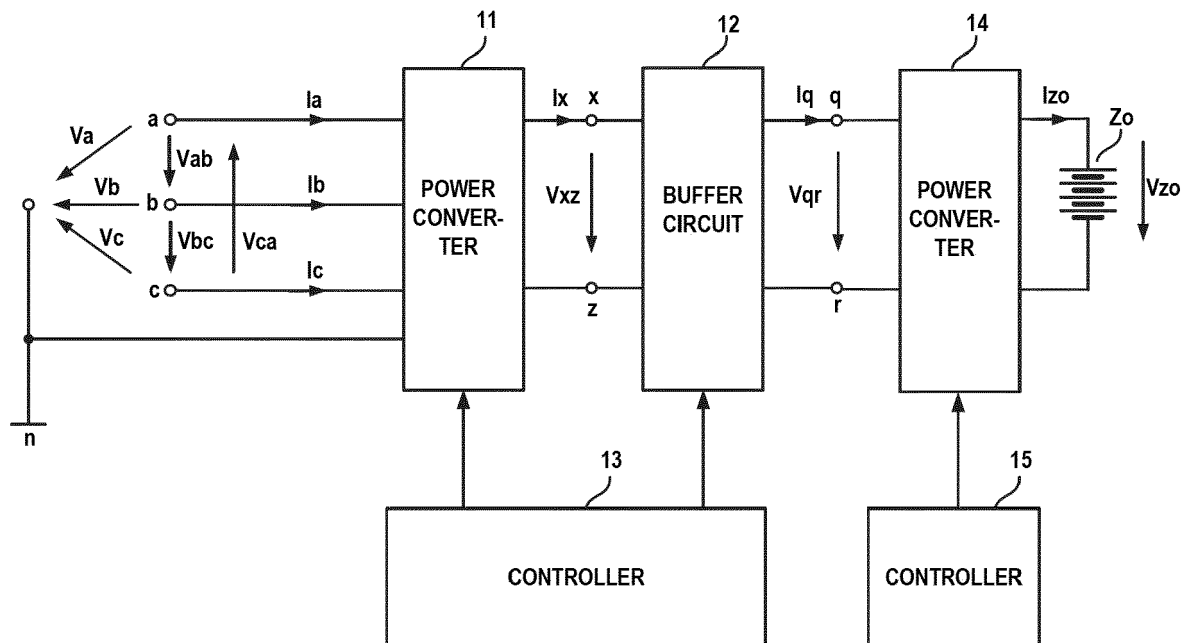 11
12
14
Ia
Ix
x
Iq
q
Izo
Zo
a
Va
Vab
Vb
b
Ib
POWER
CONVER-
TER
Vxz
BUFFER
CIRCUIT
Vqr
POWER
CONVER-
TER
Vzo
Vc
Vbc
Vca
c
Ic
z
r
n
13
15
CONTROLLER
CONTROLLER